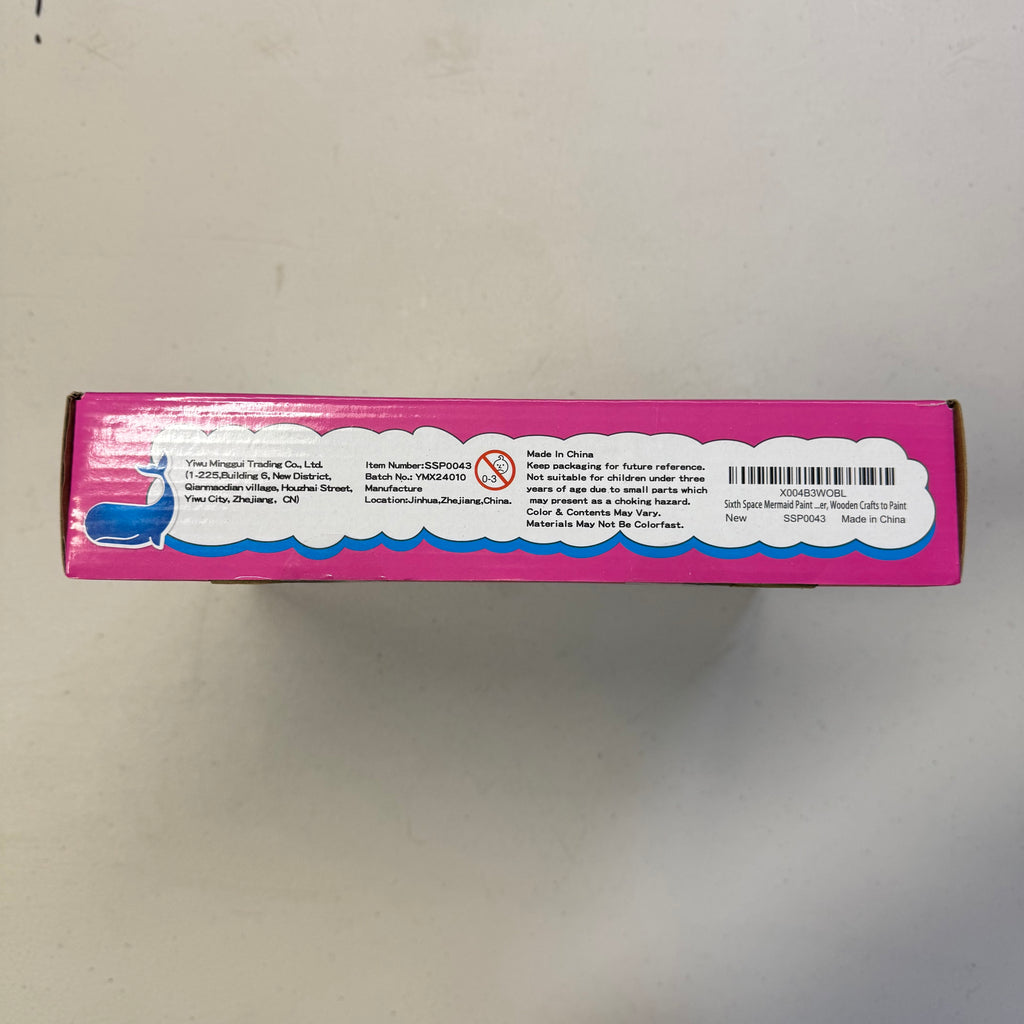 Yiwu Minggui Trading Co., Ltd.
(1-225,Building 6, New District,
Qianmaodian village, Houzhai Street,
Yiwu City, Zhejiang, CN)
Item Number:SSP0043
Batch No.: YMX24010
Manufacture
Location:Jinhua,Zhejiang,China.
0-3
Made In China
Keep packaging for future reference.
Not suitable for children under three
years of age due to small parts which
may present as a choking hazard.
Color & Contents May Vary.
Materials May Not Be Colorfast.
X004B3WOBL
Sixth Space Mermaid Paint ...er, Wooden Crafts to Paint
New SSP0043 Made in China